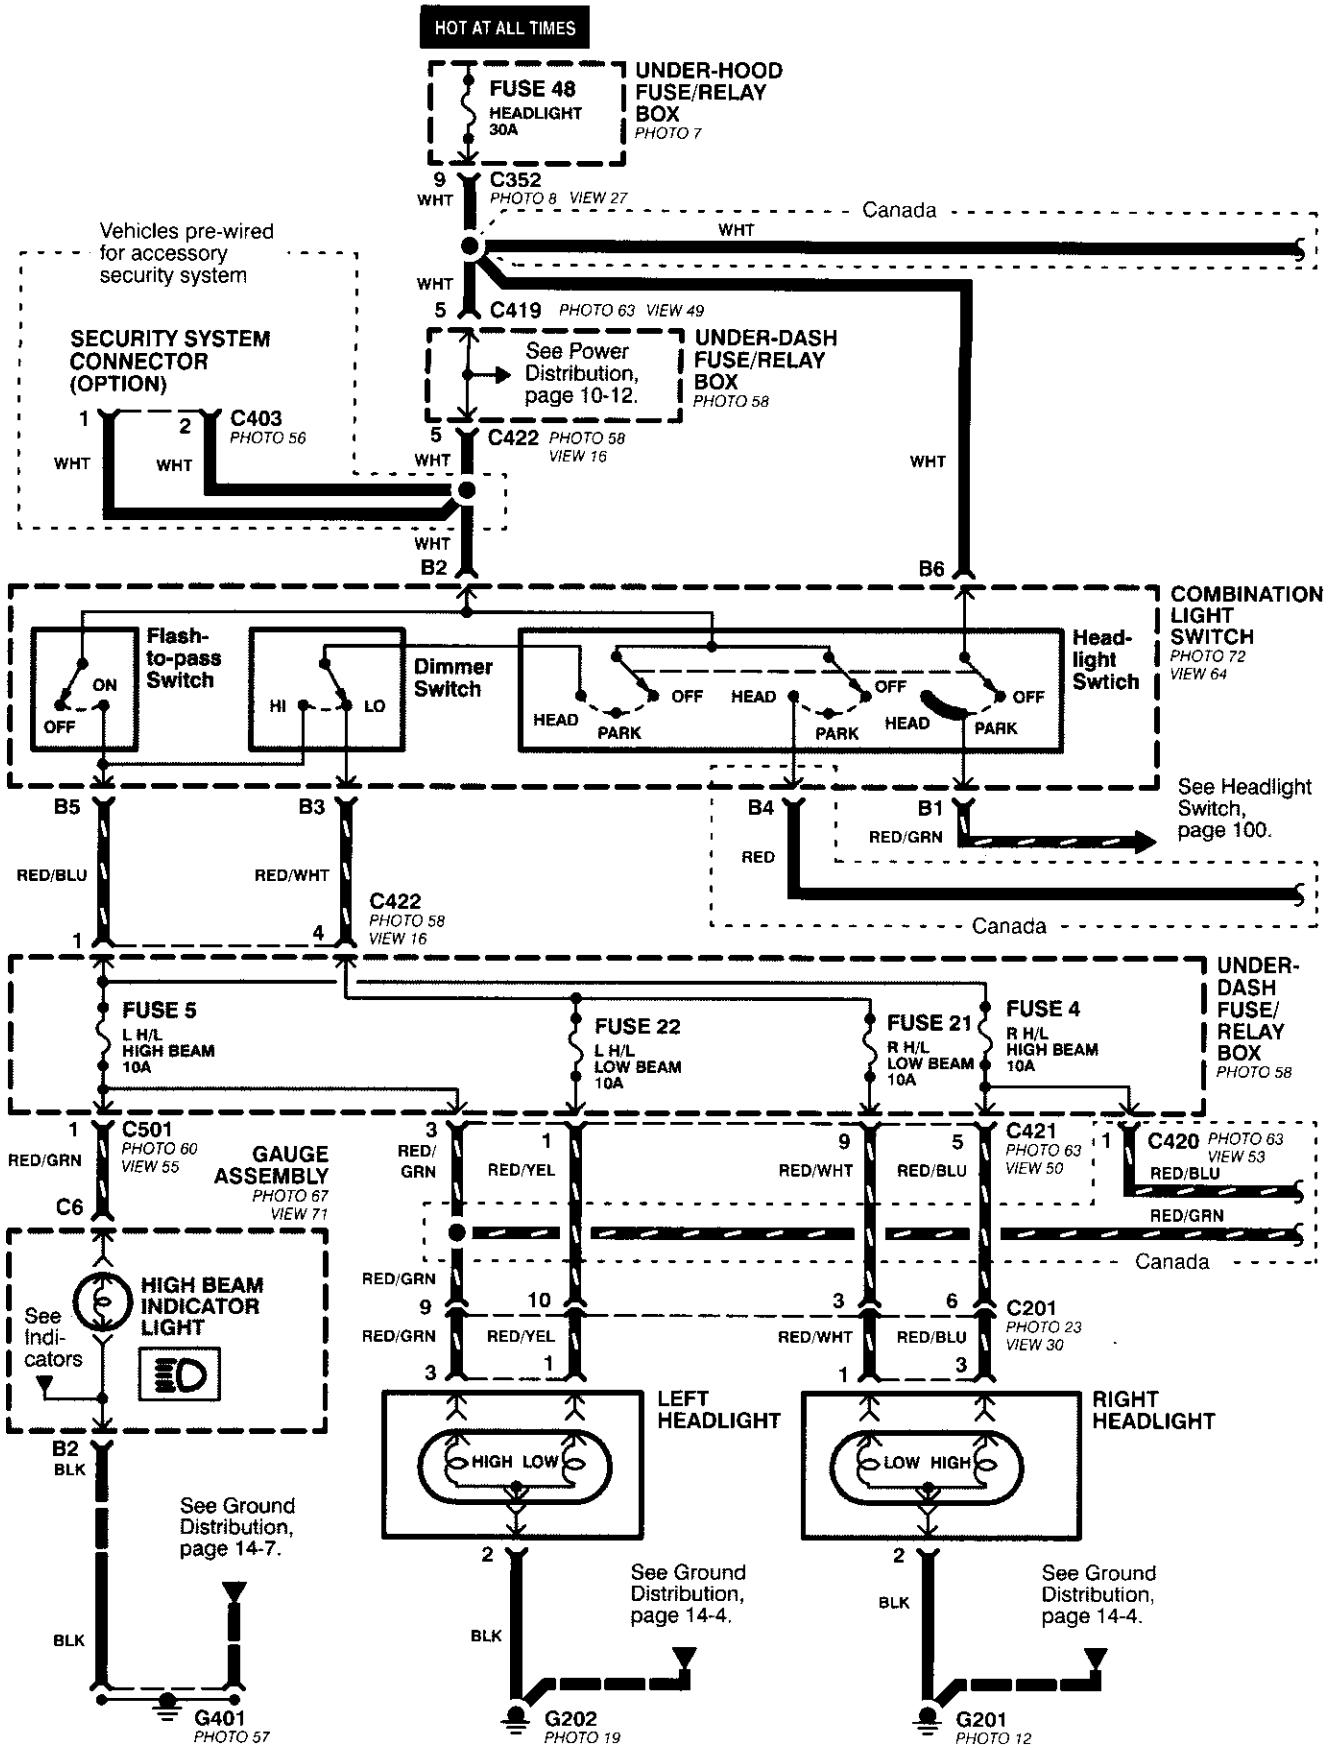 HOT AT ALL TIMES
FUSE 48
HEADLIGHT
30A
UNDER-HOOD
FUSE/RELAY
BOX
PHOTO 7
9
C352
WHT
PHOTO 8 VIEW 27
Canada
WHT
Vehicles pre-wired
for accessory
security system
WHT
5
C419
PHOTO 63 VIEW 49
SECURITY SYSTEM
CONNECTOR
(OPTION)
See Power
Distribution,
page 10-12.
UNDER-DASH
FUSE/RELAY
BOX
PHOTO 58
1
2
C403
PHOTO 56
5
C422
PHOTO 58
VIEW 16
WHT
WHT
WHT
WHT
WHT
B2
B6
COMBINATION
LIGHT
SWITCH
PHOTO 72
VIEW 64
Flash-
to-pass
Switch
ON
OFF
HI
LO
Dimmer
Switch
HEAD
PARK
OFF
HEAD
PARK
OFF
HEAD
PARK
OFF
Head-
light
Swtich
B5
B3
B4
B1
See Headlight
Switch,
page 100.
RED/BLU
RED/WHT
RED
RED/GRN
C422
PHOTO 58
VIEW 16
Canada
1
4
UNDER-
DASH
FUSE/
RELAY
BOX
PHOTO 58
FUSE 5
L H/L
HIGH BEAM
10A
FUSE 22
L H/L
LOW BEAM
10A
FUSE 21
R H/L
LOW BEAM
10A
FUSE 4
R H/L
HIGH BEAM
10A
1
C501
PHOTO 60
VIEW 55
RED/GRN
3
RED/
GRN
1
RED/YEL
9
RED/WHT
5
RED/BLU
C421
PHOTO 63
VIEW 50
1
C420
PHOTO 63
VIEW 53
RED/BLU
GAUGE
ASSEMBLY
PHOTO 67
VIEW 71
C6
RED/GRN
Canada
HIGH BEAM
INDICATOR
LIGHT
See
Indi-
cators
RED/GRN
9
10
3
6
C201
PHOTO 23
VIEW 30
RED/GRN
RED/YEL
RED/WHT
RED/BLU
3
1
1
3
LEFT
HEADLIGHT
RIGHT
HEADLIGHT
HIGH LOW
LOW HIGH
B2
BLK
See Ground
Distribution,
page 14-7.
2
2
See Ground
Distribution,
page 14-4.
See Ground
Distribution,
page 14-4.
BLK
BLK
BLK
G401
PHOTO 57
G202
PHOTO 19
G201
PHOTO 12